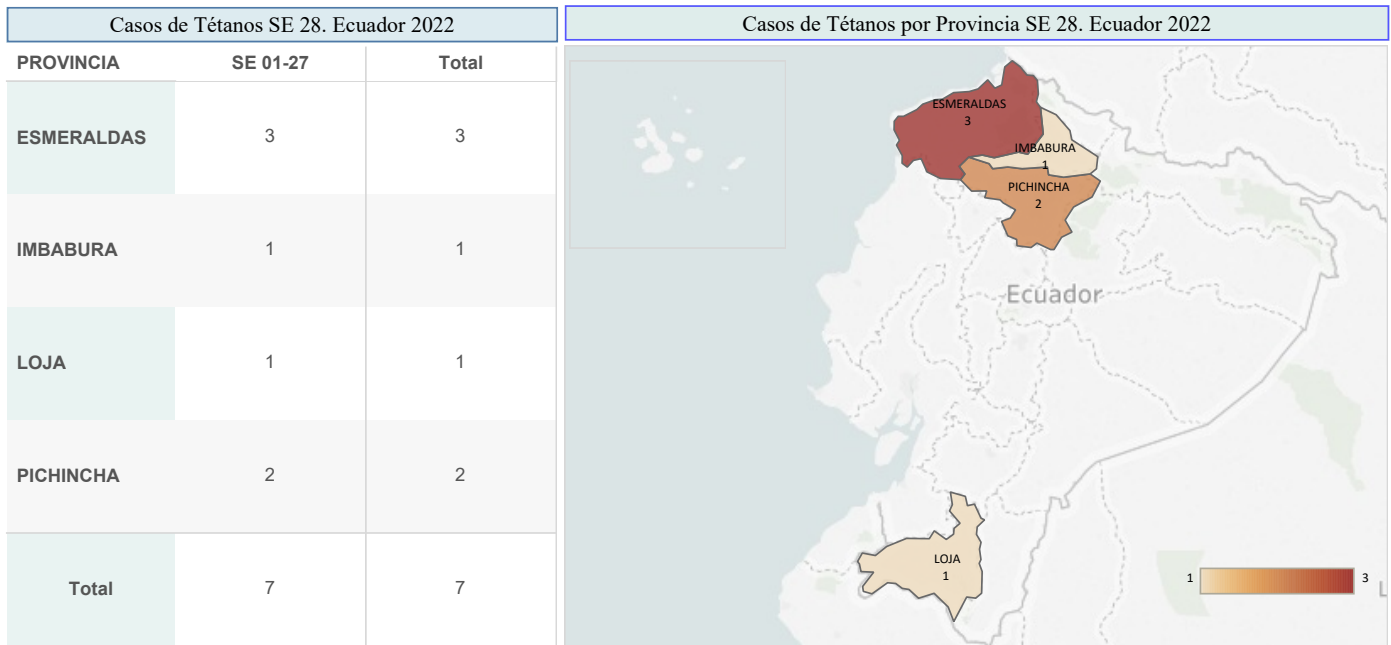 Casos de Tétanos SE 28. Ecuador 2022
PROVINCIA SE 01-27 Total
ESMERALDAS 3 3
IMBABURA 1 1
LOJA 1 1
PICHINCHA 2 2
Total 7 7
Casos de Tétanos por Provincia SE 28. Ecuador 2022
ESMERALDAS
3
IMBABURA
1
PICHINCHA
2
Ecuador
LOJA
1
1 3
L